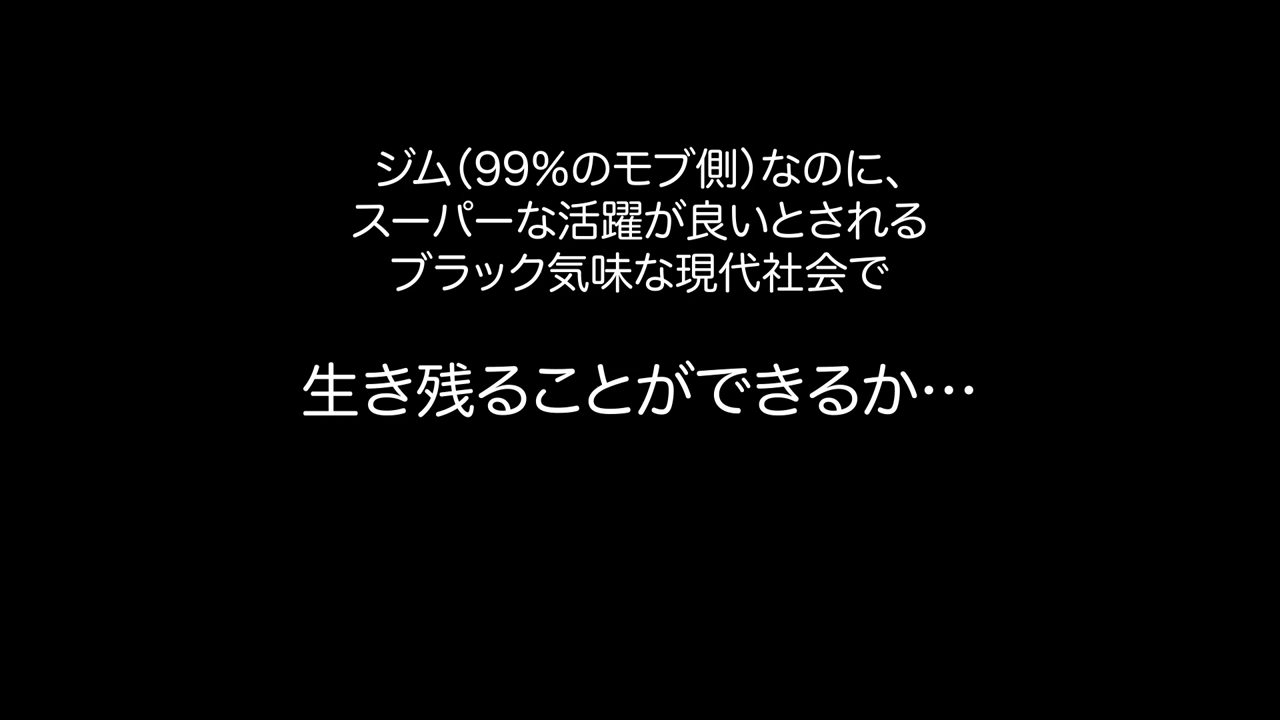 ジム(99%のモブ側)なのに、
スーパーな活躍が良いとされる
ブラック気味な現代社会で
生き残ることができるか…